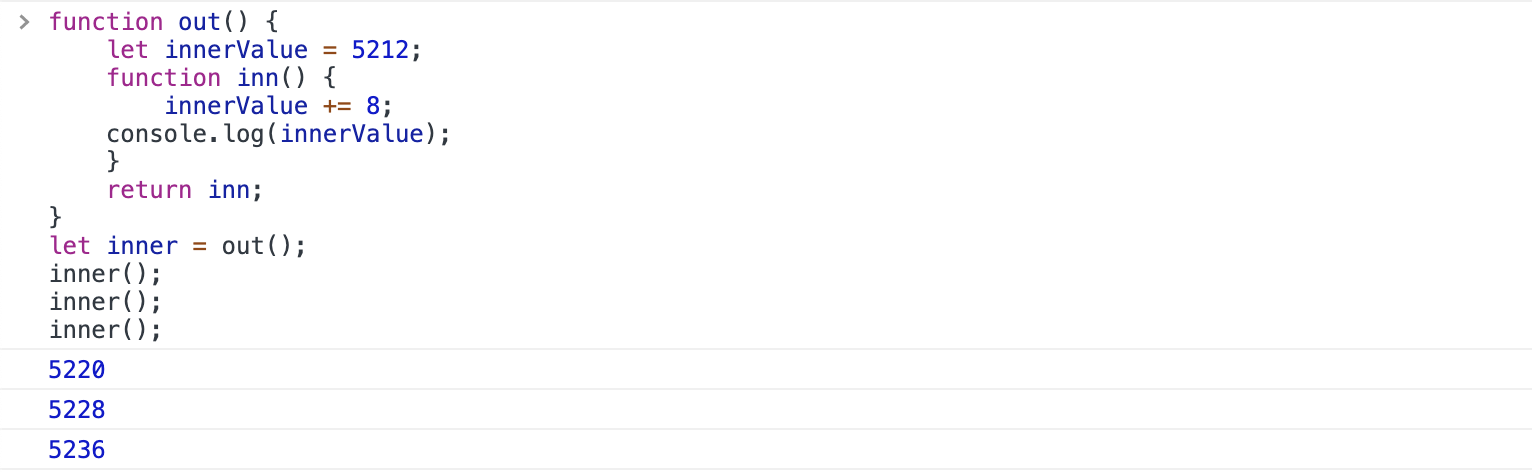 > function out() {
    let innerValue = 5212;
    function inn() {
        innerValue += 8;
    console.log(innerValue);
    }
    return inn;
}
let inner = out();
inner();
inner();
inner();
5220
5228
5236